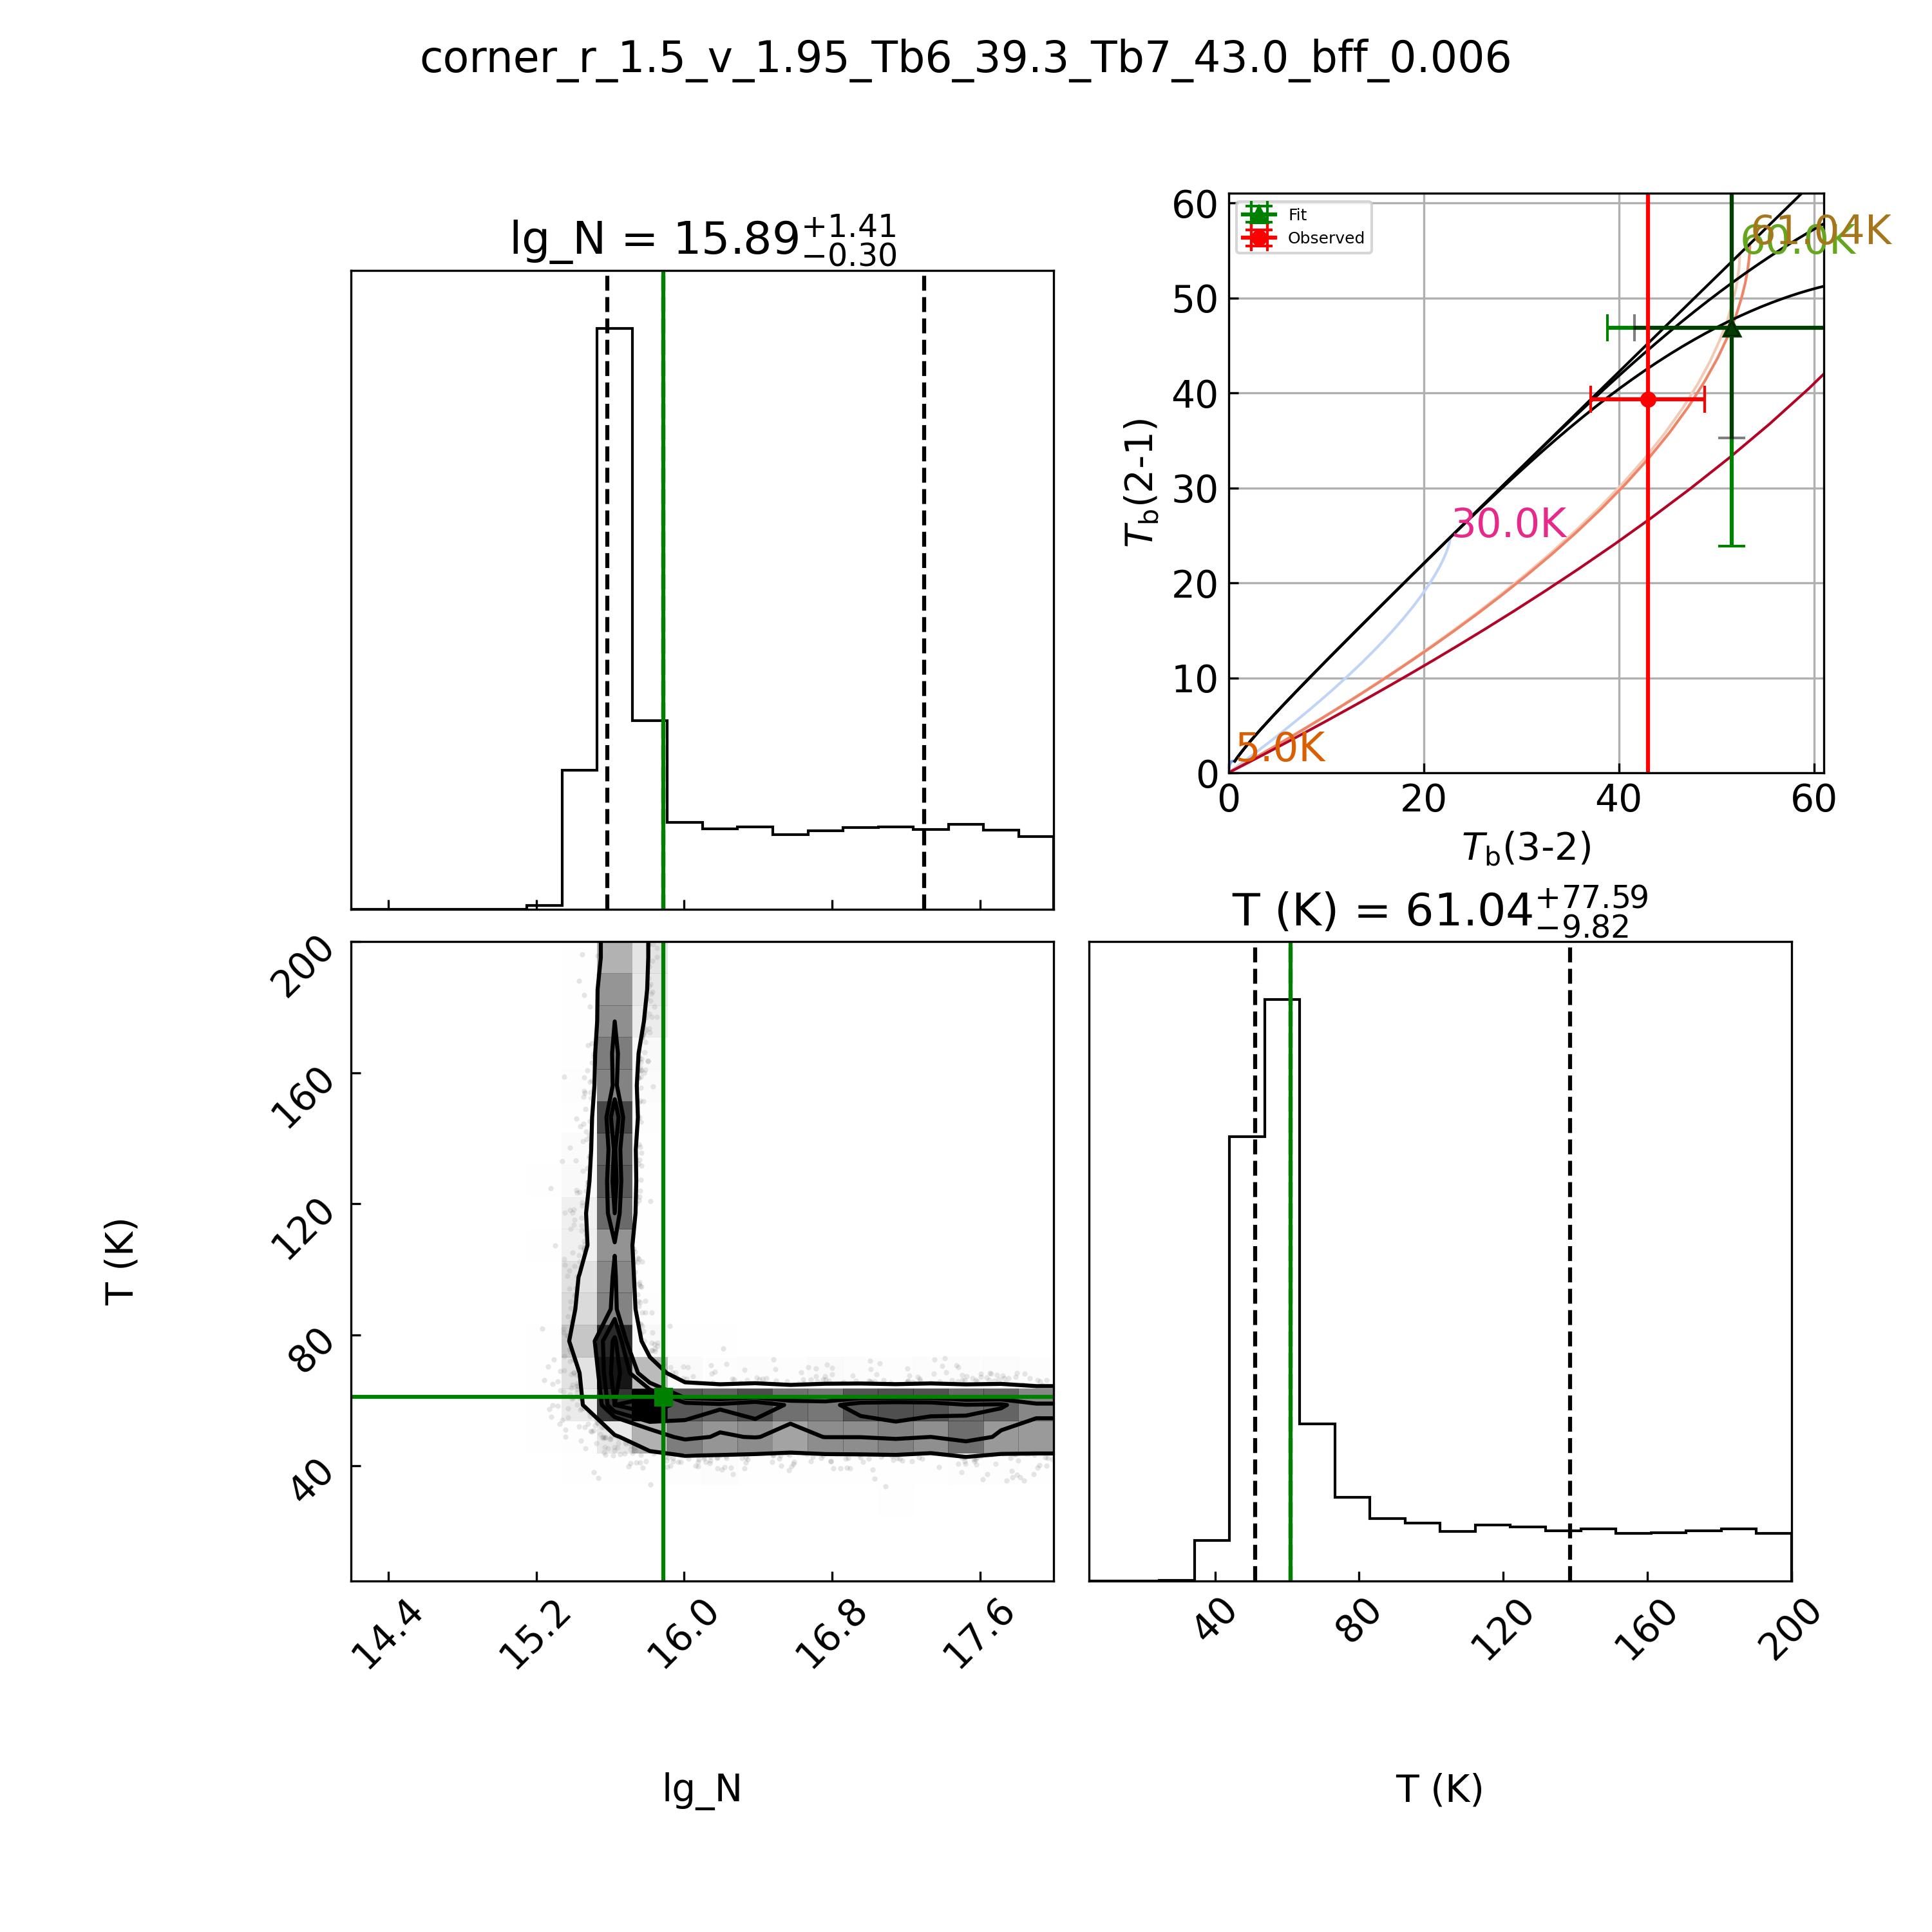 corner_r_1.5_v_1.95_Tb6_39.3_Tb7_43.0_bff_0.006
lg_N = 15.89+1.41−0.30
Fit
Observed
61.04K
60.0K
30.0K
5.0K
60
50
40
30
20
10
0
0 20 40 60
Tb(2-1)
Tb(3-2)
T (K) = 61.04+77.59−9.82
200
160
120
80
40
T (K)
14.4 15.2 16.0 16.8 17.6
lg_N
40 80 120 160 200
T (K)